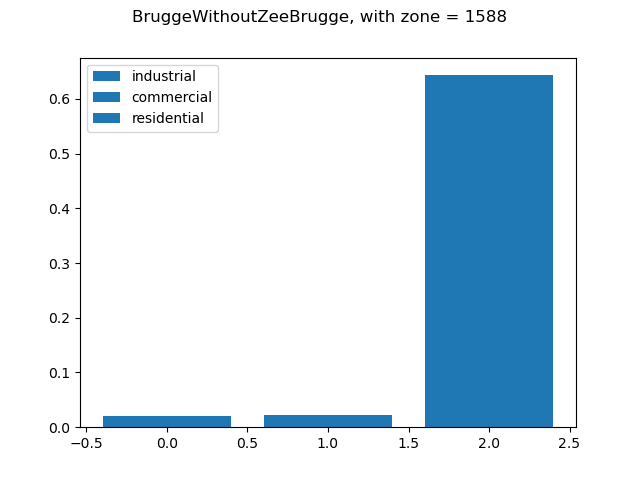 BruggeWithoutZeeBrugge, with zone = 1588
industrial
commercial
residential
0.6
0.5
0.4
0.3
0.2
0.1
0.0
−0.5 0.0 0.5 1.0 1.5 2.0 2.5